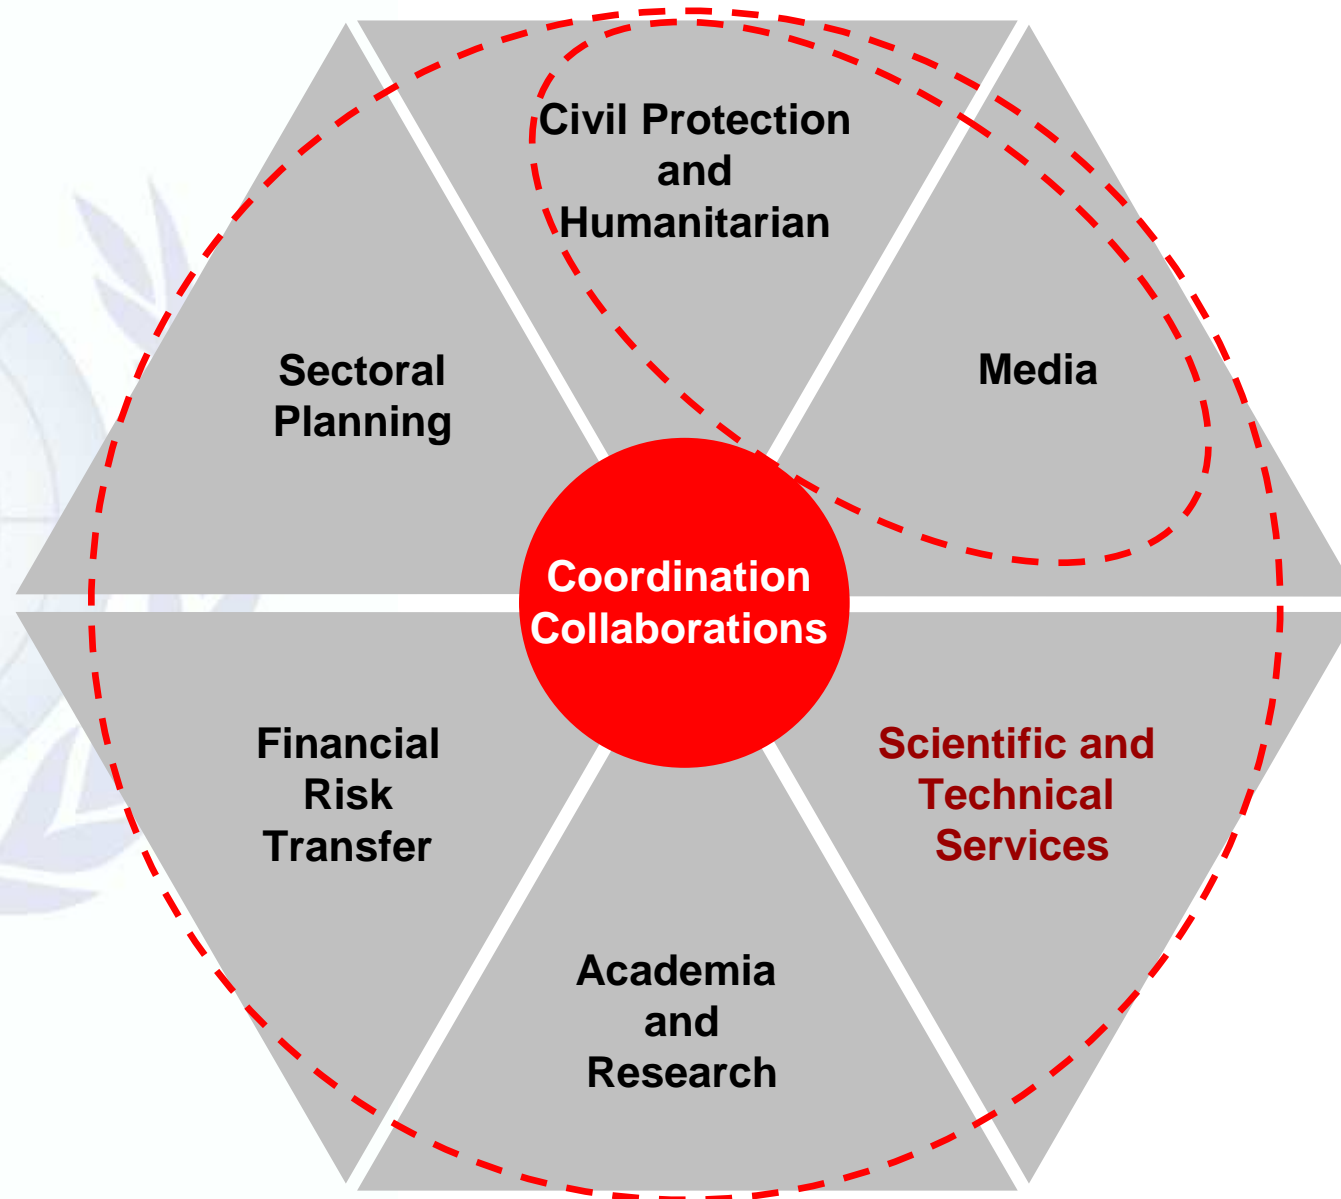 Civil Protection
and
Humanitarian
Sectoral
Planning
Media
Coordination
Collaborations
Financial
Risk
Transfer
Scientific and
Technical
Services
Academia
and
Research